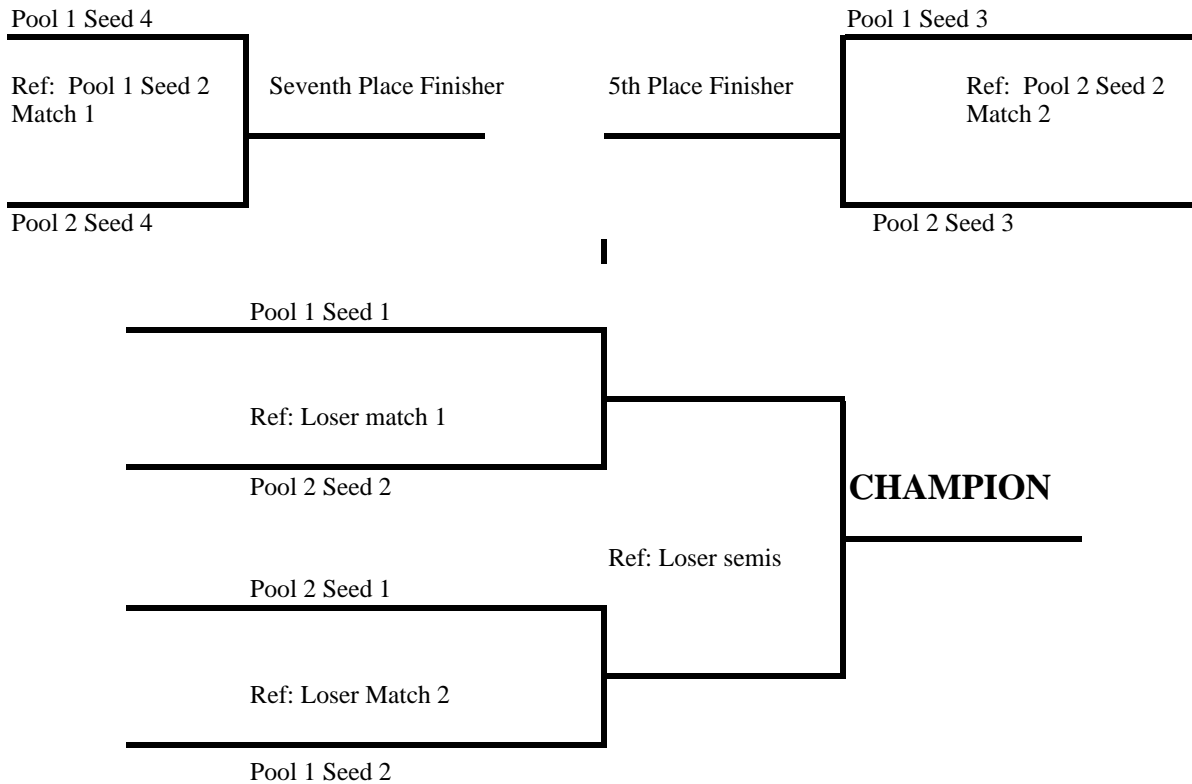 Pool 1 Seed 4
Pool 1 Seed 3
Ref:  Pool 1 Seed 2
Match 1
Seventh Place Finisher
5th Place Finisher
Ref:  Pool 2 Seed 2
Match 2
Pool 2 Seed 4
Pool 2 Seed 3
Pool 1 Seed 1
Ref: Loser match 1
Pool 2 Seed 2
CHAMPION
Ref: Loser semis
Pool 2 Seed 1
Ref: Loser Match 2
Pool 1 Seed 2